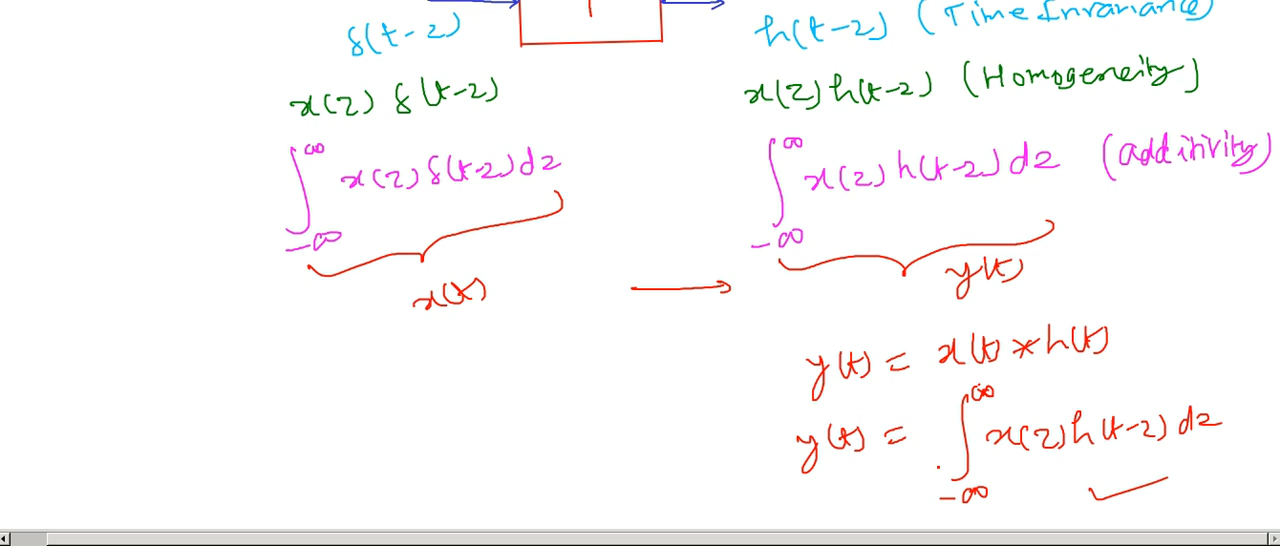 δ(t-z) h(t-z) (Time Invariance)
x(z) δ(t-z) x(z) h(t-z) (Homogeneity)
∫_{-∞}^{∞} x(z) δ(t-z) dz ∫_{-∞}^{∞} x(z) h(t-z) dz (additivity)
x(t) → y(t)
y(t) = x(t) * h(t)
y(t) = ∫_{-∞}^{∞} x(z) h(t-z) dz